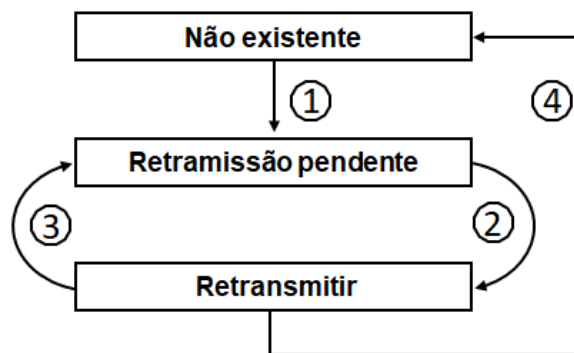 Não existente
1
4
Retramissão pendente
3
2
Retransmitir